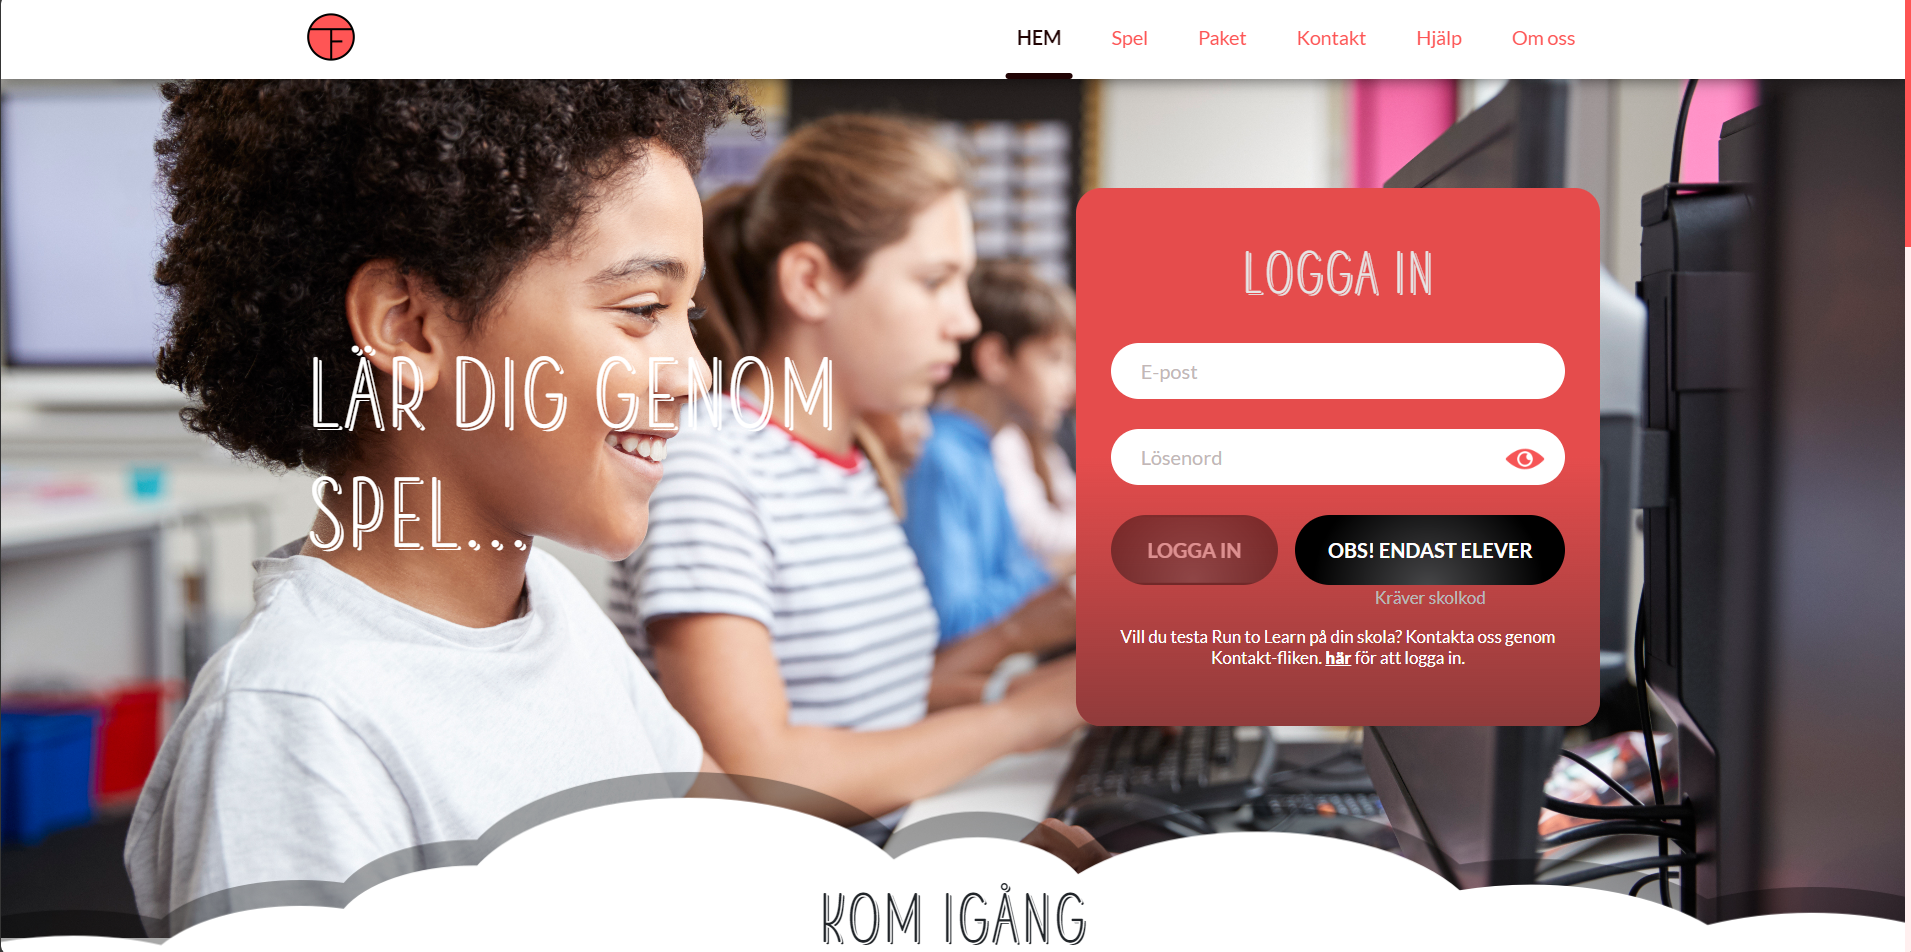 TF
HEM Spel Paket Kontakt Hjälp Om oss
LÄR DIG GENOM
SPEL...
LOGGA IN
E-post
Lösenord
LOGGA IN
OBS! ENDAST ELEVER
Kräver skolkod
Vill du testa Run to Learn på din skola? Kontakta oss genom
Kontakt-fliken. här för att logga in.
KOM IGÅNG